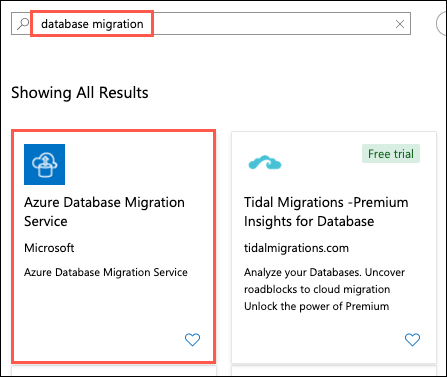 database migration
Showing All Results
Azure Database Migration
Service
Microsoft
Azure Database Migration Service
Free trial
Tidal Migrations -Premium
Insights for Database
tidalmigrations.com
Analyze your Databases. Uncover
roadblocks to cloud migration
Unlock the power of Premium